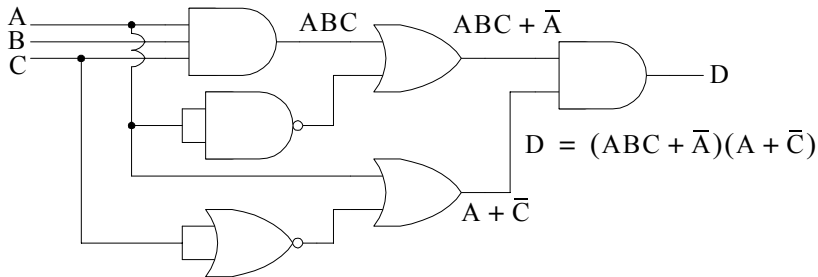 A
B
C
ABC
ABC + A̅
D
D = (ABC + A̅)(A + C̅)
A + C̅